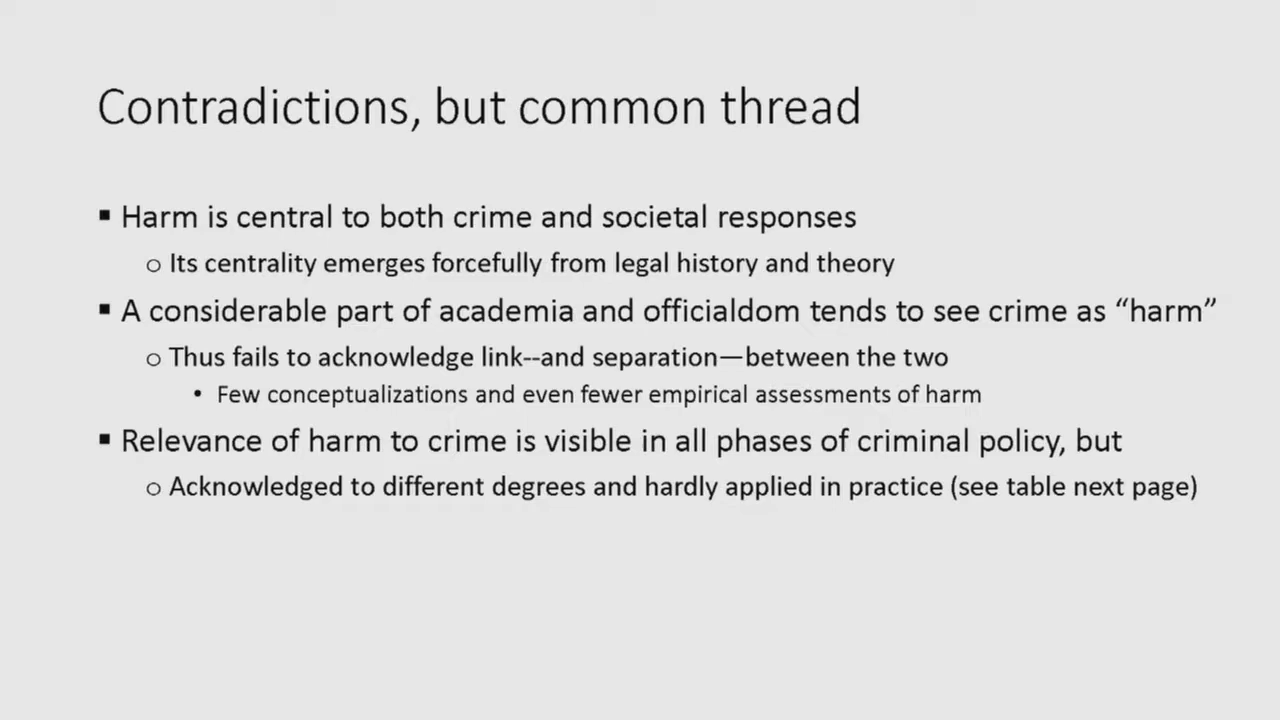 Contradictions, but common thread
▪ Harm is central to both crime and societal responses
o Its centrality emerges forcefully from legal history and theory
▪ A considerable part of academia and officialdom tends to see crime as “harm”
o Thus fails to acknowledge link--and separation—between the two
• Few conceptualizations and even fewer empirical assessments of harm
▪ Relevance of harm to crime is visible in all phases of criminal policy, but
o Acknowledged to different degrees and hardly applied in practice (see table next page)